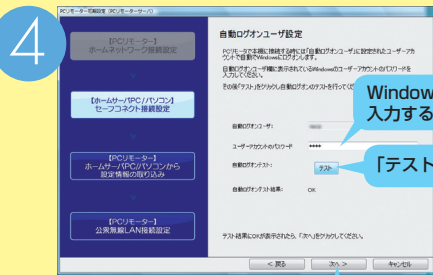 4
PCリモーター初期設定 (PCリモーターサーバ)
【PCリモーター】
ホームネットワーク接続設定
【ホームサーバPC/パソコン】
セーフコネクト接続設定
【PCリモーター】
ホームサーバPC/パソコンから
設定情報の取り込み
【PCリモーター】
公衆無線LAN接続設定
自動ログオンユーザ設定
PCリモータで本機に接続する時には「自動ログオンユーザ」に設定されたユーザーアカ
ウントで自動でWindowsにログオンします。
自動ログオンユーザ欄に表示されているWindowsのユーザーアカウントのパスワードを
入力してください。
その後「テスト」をクリックし自動ログオンのテストを行ってくだ
Window
入力する
自動ログオンユーザ:
ユーザーアカウントのパスワード
****
自動ログオンテスト:
テスト
「テスト
自動ログオンテスト結果:
OK
テスト結果にOKが表示されたら、「次へ」をクリックしてください。
< 戻る
次へ >
キャンセル